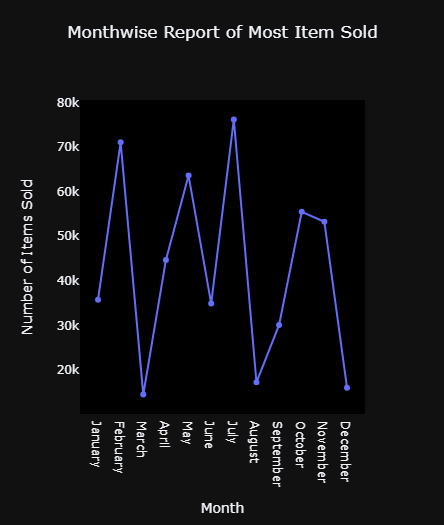 Monthwise Report of Most Item Sold
80k
70k
60k
50k
40k
30k
20k
Number of Items Sold
January
February
March
April
May
June
July
August
September
October
November
December
Month